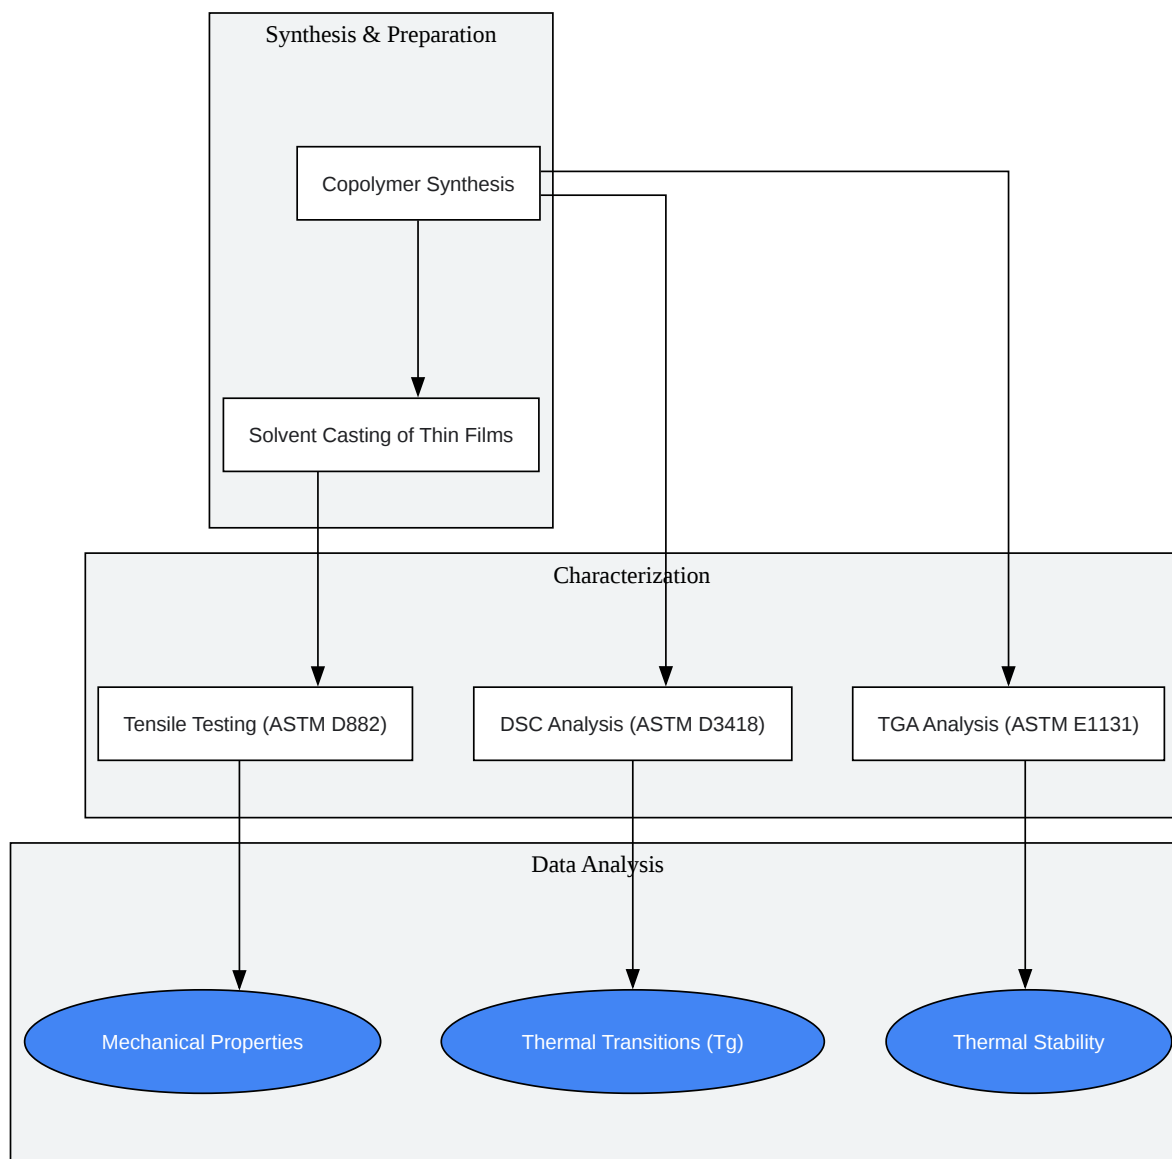 Synthesis & Preparation
Copolymer Synthesis
Solvent Casting of Thin Films
Characterization
Tensile Testing (ASTM D882)
DSC Analysis (ASTM D3418)
TGA Analysis (ASTM E1131)
Data Analysis
Mechanical Properties
Thermal Transitions (Tg)
Thermal Stability